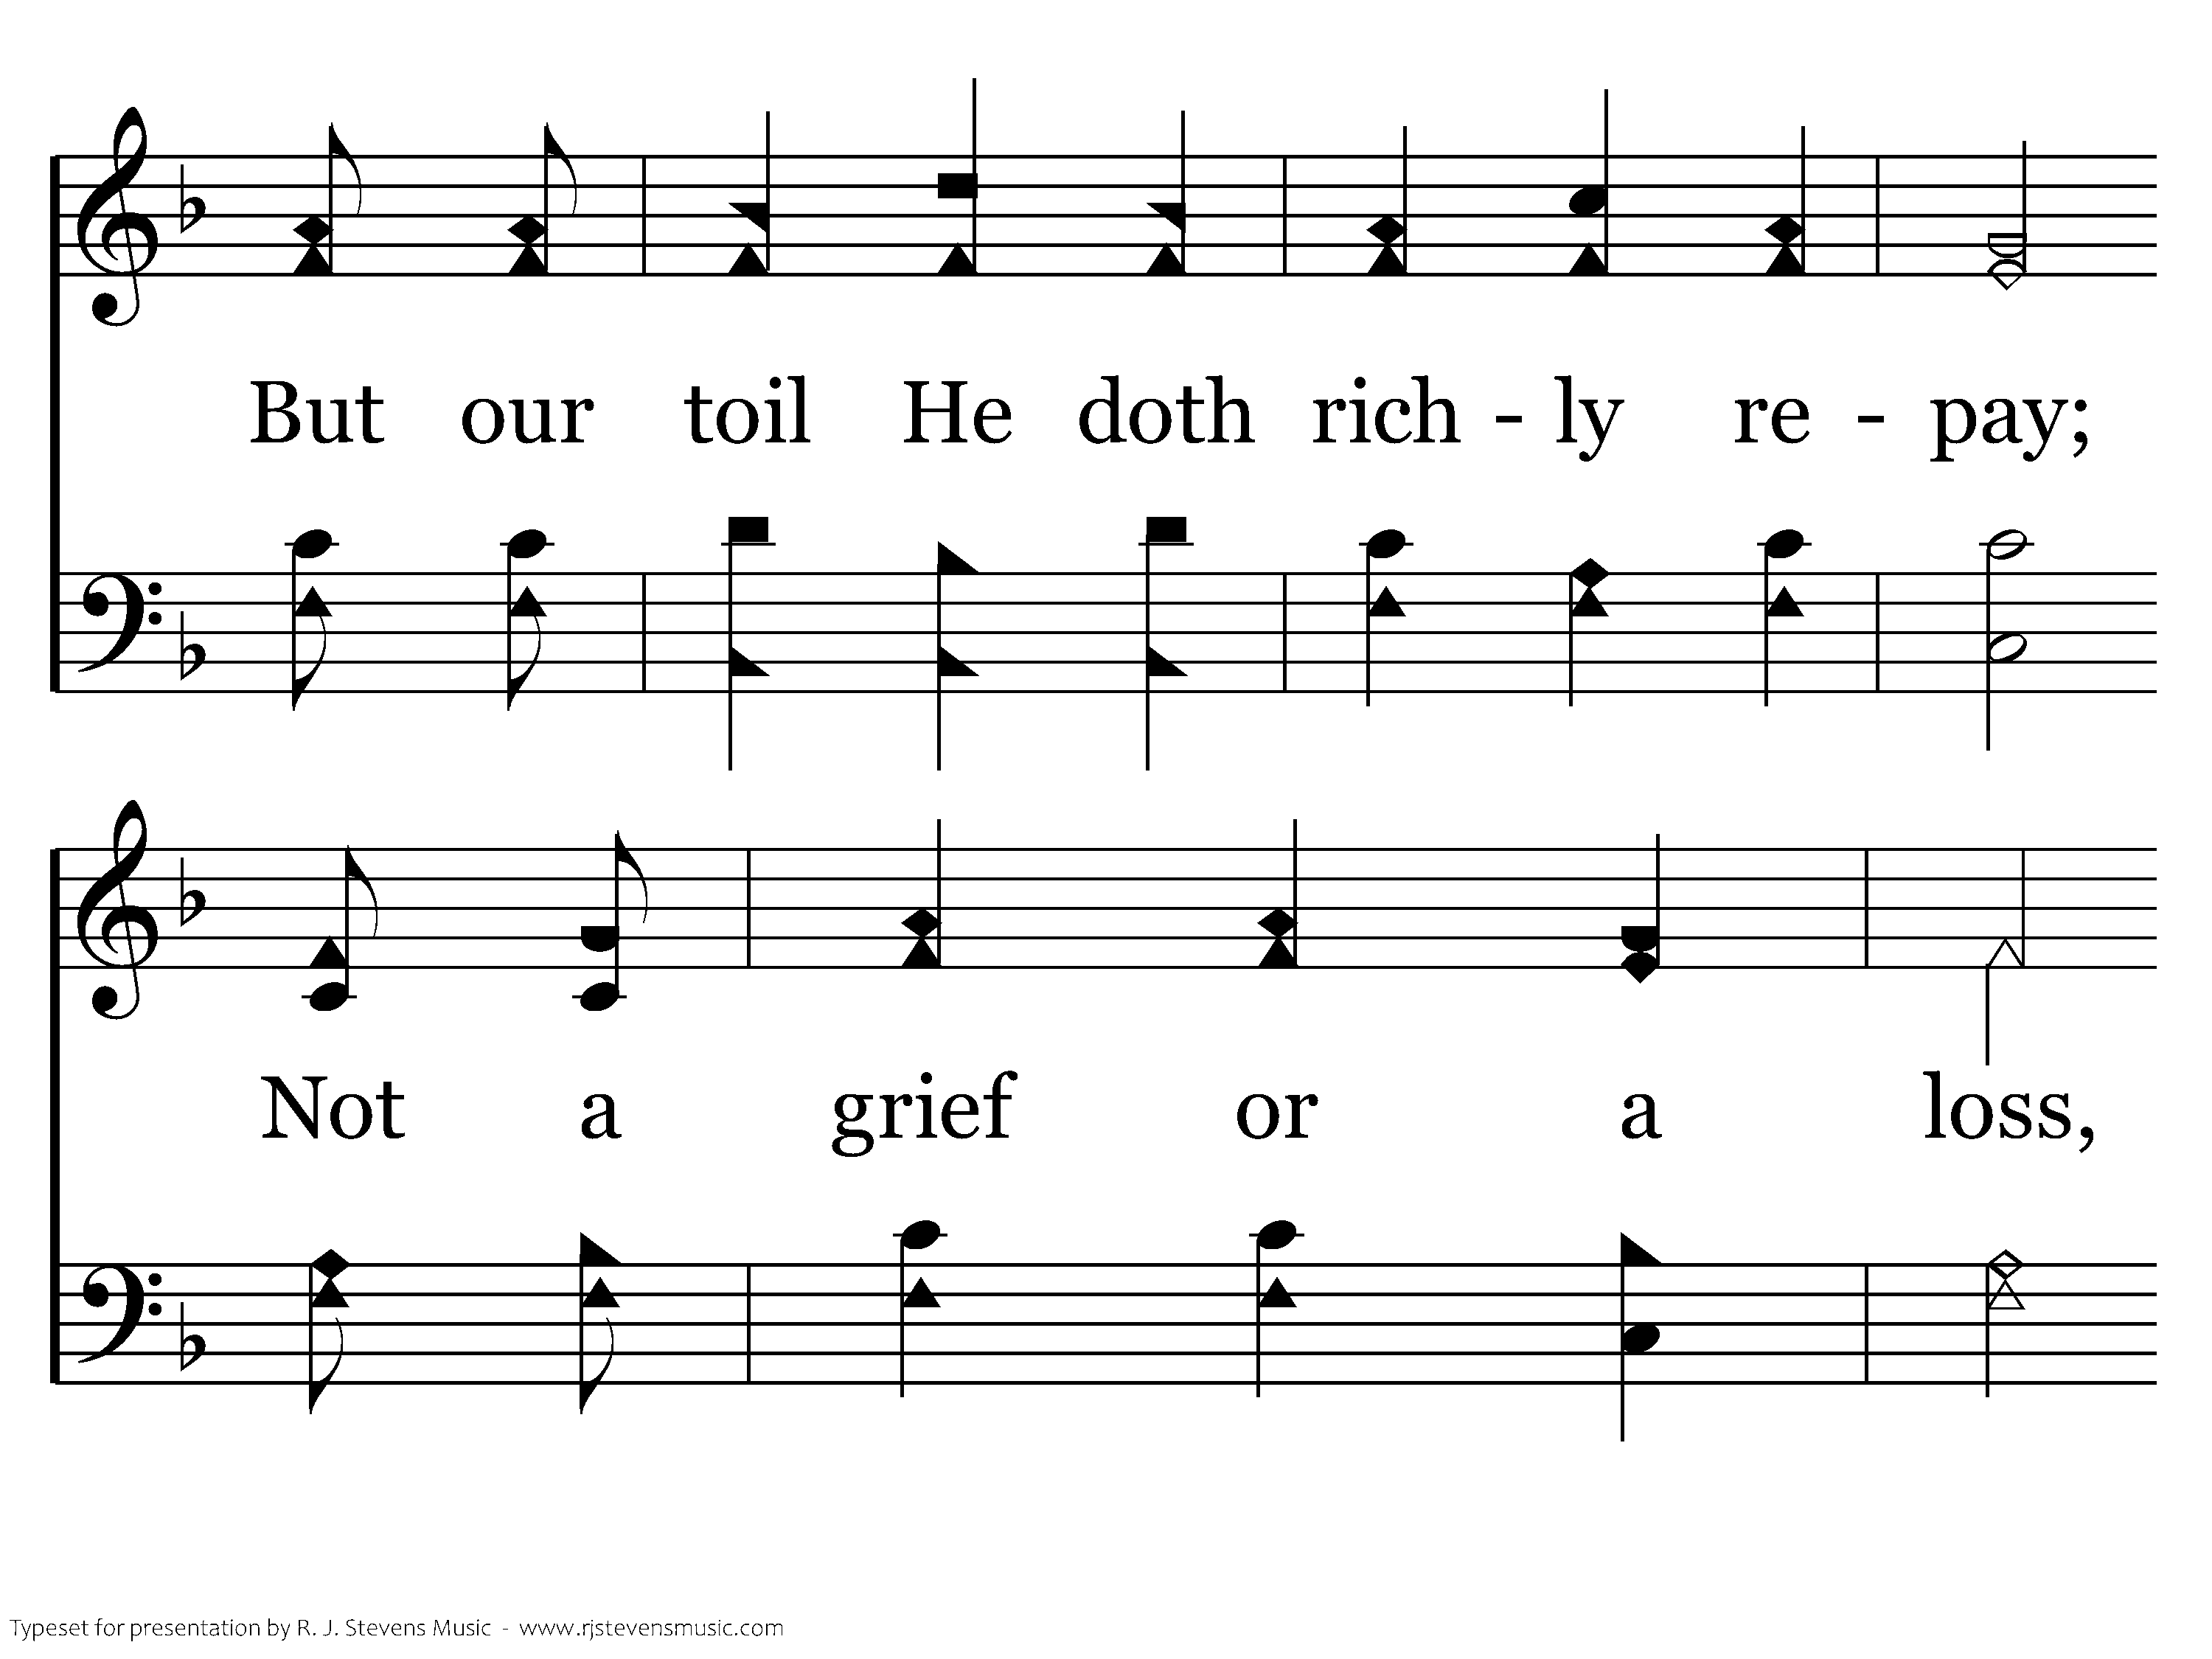 But our toil He doth rich - ly re - pay;
Not a grief or a loss,
Typeset for presentation by R. J. Stevens Music - www.rjstevensmusic.com